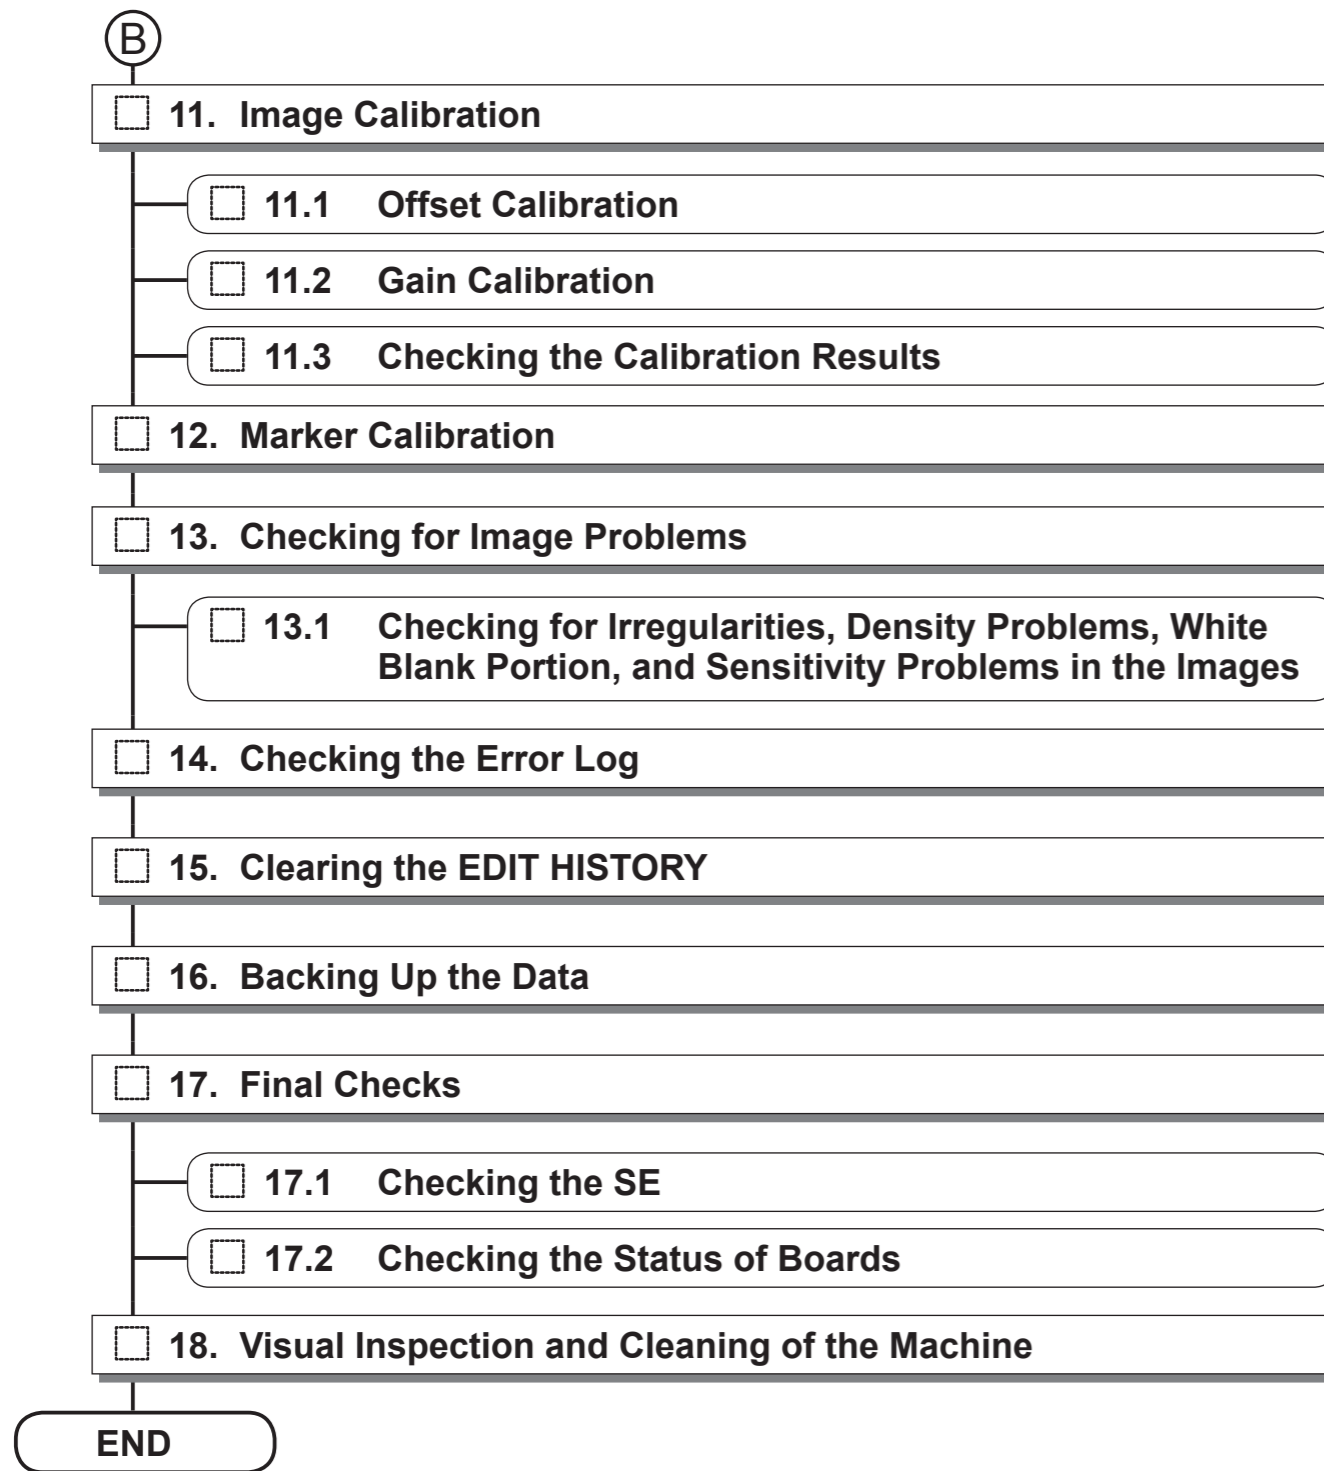 B
11. Image Calibration
11.1 Offset Calibration
11.2 Gain Calibration
11.3 Checking the Calibration Results
12. Marker Calibration
13. Checking for Image Problems
13.1 Checking for Irregularities, Density Problems, White
Blank Portion, and Sensitivity Problems in the Images
14. Checking the Error Log
15. Clearing the EDIT HISTORY
16. Backing Up the Data
17. Final Checks
17.1 Checking the SE
17.2 Checking the Status of Boards
18. Visual Inspection and Cleaning of the Machine
END